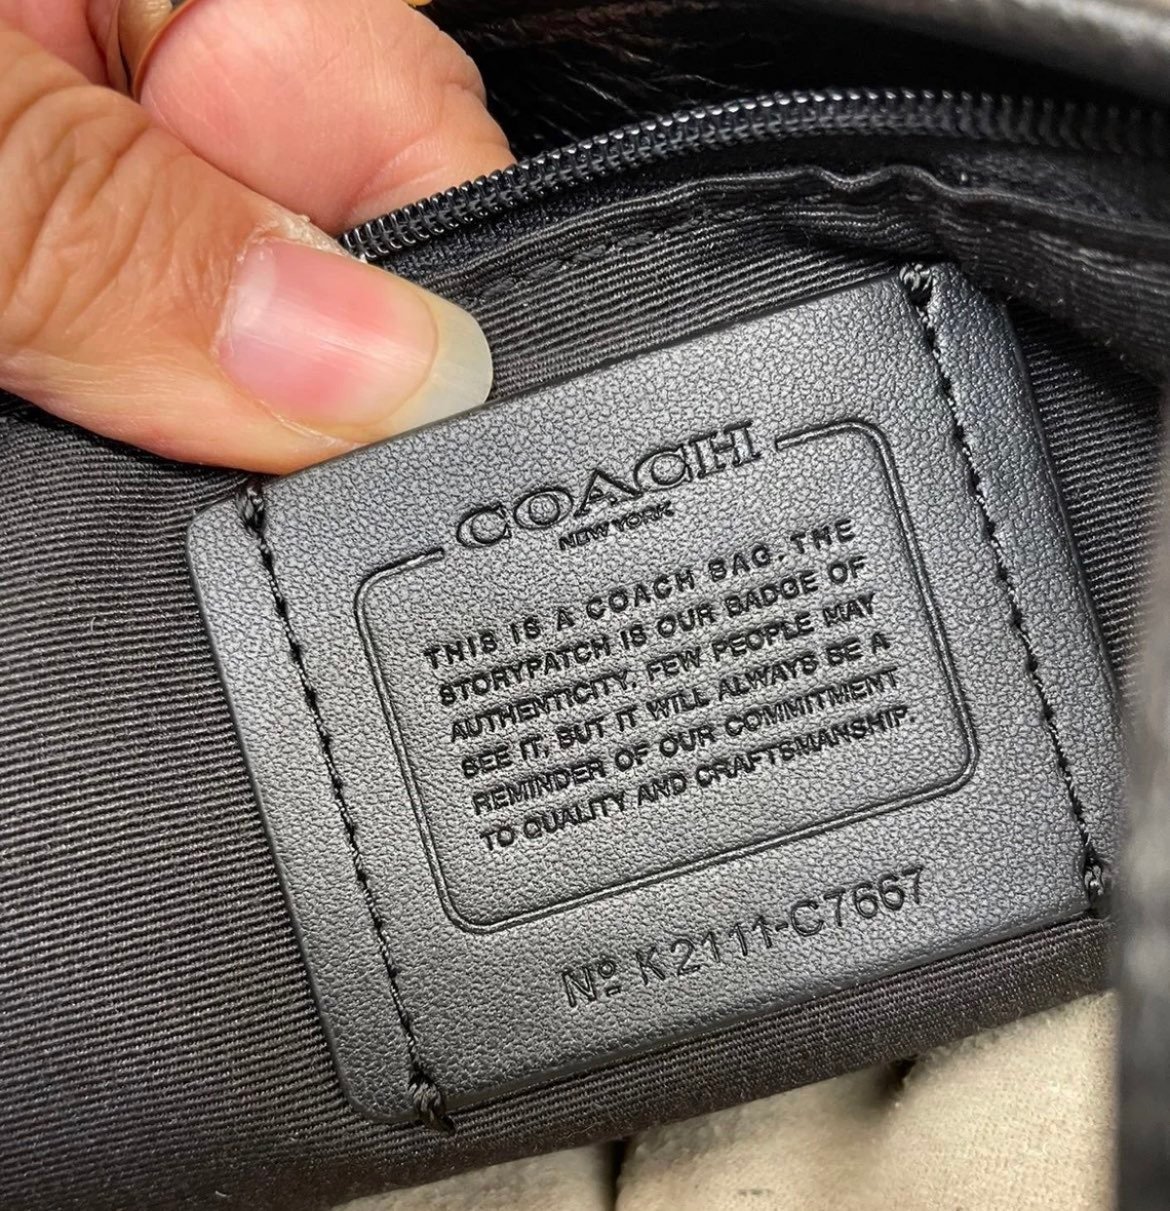 COACH
NEW YORK
THIS IS A COACH BAG. THE
STORYPATCH IS OUR BADGE OF
AUTHENTICITY. FEW PEOPLE MAY
SEE IT, BUT IT WILL ALWAYS BE A
REMINDER OF OUR COMMITMENT
TO QUALITY AND CRAFTSMANSHIP.
Nº K2111-C7667